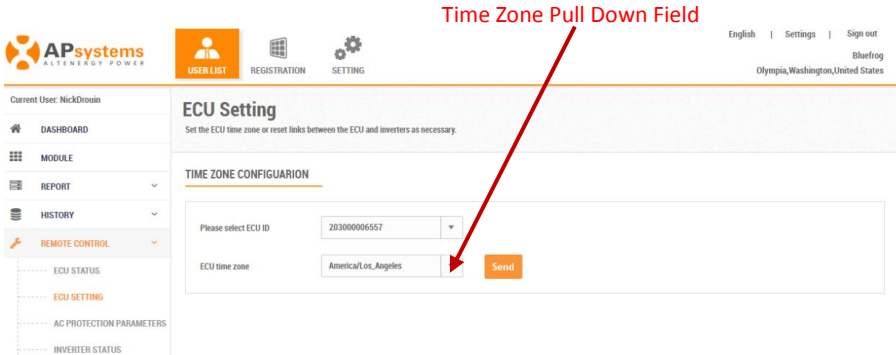 Time Zone Pull Down Field
English | Settings | Sign out
APsystems
ALTENERGY POWER
USER LIST
REGISTRATION
SETTING
Bluefrog
Olympia,Washington,United States
Current User: NickDrouin
DASHBOARD
MODULE
REPORT
HISTORY
REMOTE CONTROL
ECU STATUS
ECU SETTING
AC PROTECTION PARAMETERS
INVERTER STATUS
ECU Setting
Set the ECU time zone or reset links between the ECU and inverters as necessary.
TIME ZONE CONFIGUARION
Please select ECU ID 203000006557
ECU time zone America/Los_Angeles Send